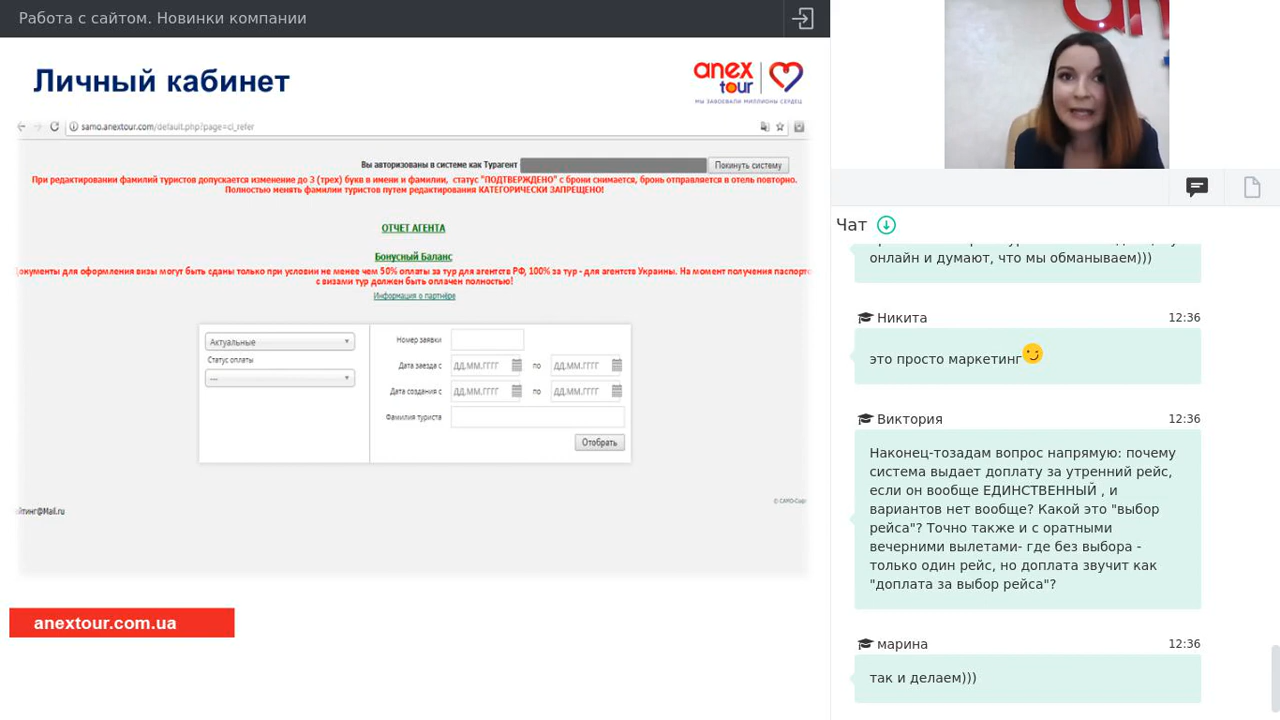 Работа с сайтом. Новинки компании
Личный кабинет
anex
tour
МЫ ЗАВОЕВАЛИ МИЛЛИОНЫ СЕРДЕЦ
samo.anextour.com/default.php?page=cl_refer
Вы авторизованы в системе как Турагент
Покинуть систему
При редактировании фамилий туристов допускается изменение до 3 (трех) букв в имени и фамилии, статус "ПОДТВЕРЖДЕНО" с брони снимается, бронь отправляется в отель повторно.
Полностью менять фамилии туристов путем редактирования КАТЕГОРИЧЕСКИ ЗАПРЕЩЕНО!
ОТЧЕТ АГЕНТА
Бонусный Баланс
Документы для оформления визы могут быть сданы только при условии не менее чем 50% оплаты за тур для агентств РФ, 100% за тур - для агентств Украины. На момент получения паспорто
с визами тур должен быть оплачен полностью!
Информация о партнёре
Актуальные
Статус оплаты
---
Номер заявки
Дата заезда с ДД.ММ.ГГГГ по ДД.ММ.ГГГГ
Дата создания с ДД.ММ.ГГГГ по ДД.ММ.ГГГГ
Фамилия туриста
Отобрать
йтинг@Mail.ru
anextour.com.ua
anex
Чат
онлайн и думают, что мы обманываем)))
Никита 12:36
это просто маркетинг
Виктория 12:36
Наконец-тозадам вопрос напрямую: почему
система выдает доплату за утренний рейс,
если он вообще ЕДИНСТВЕННЫЙ , и
вариантов нет вообще? Какой это "выбор
рейса"? Точно также и с оратными
вечерними вылетами- где без выбора -
только один рейс, но доплата звучит как
"доплата за выбор рейса"?
марина 12:36
так и делаем)))